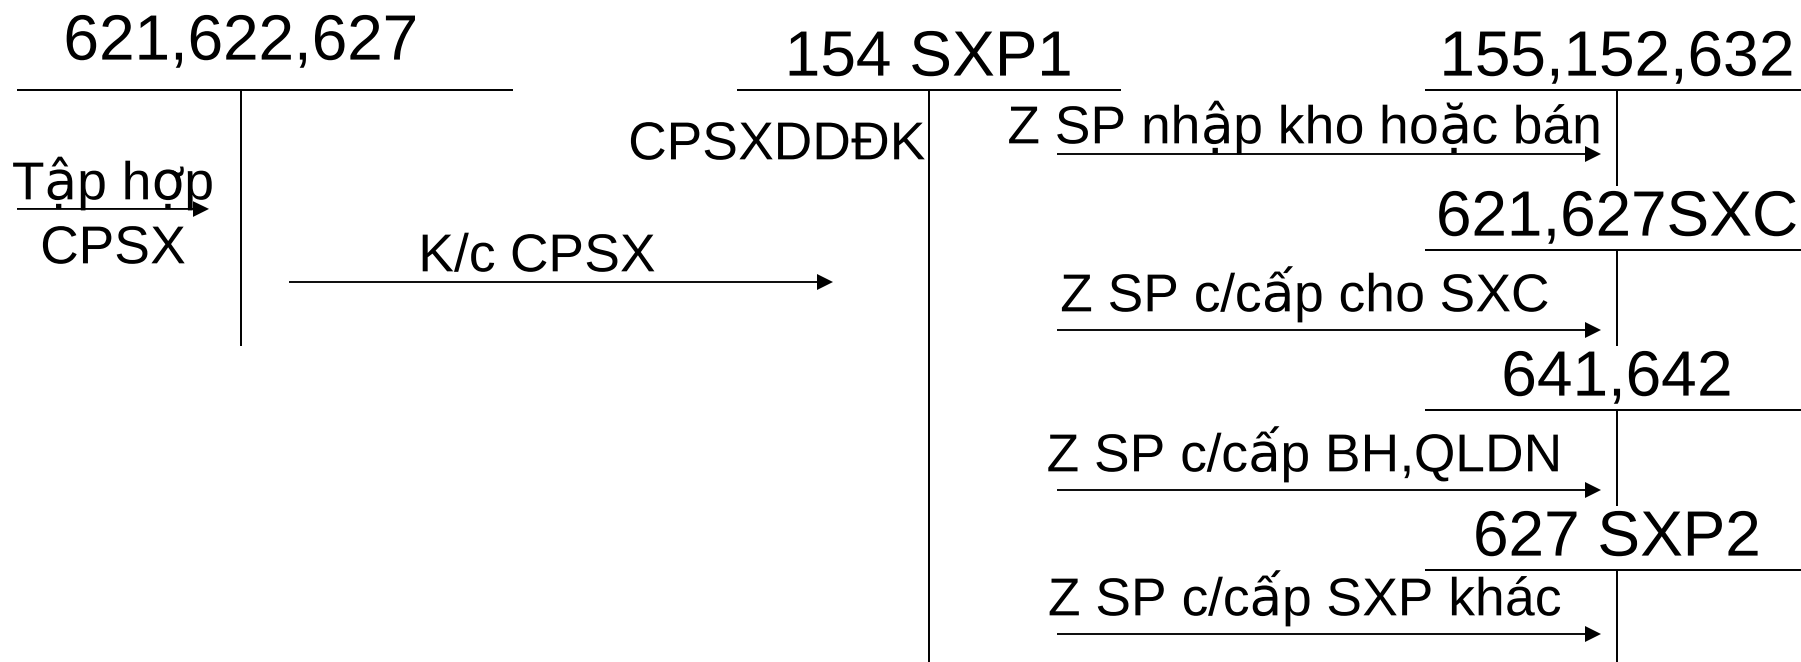 621,622,627
Tập hợp
CPSX
K/c CPSX
154 SXP1
CPSXDDĐK
155,152,632
Z SP nhập kho hoặc bán
621,627SXC
Z SP c/cấp cho SXC
641,642
Z SP c/cấp BH,QLDN
627 SXP2
Z SP c/cấp SXP khác